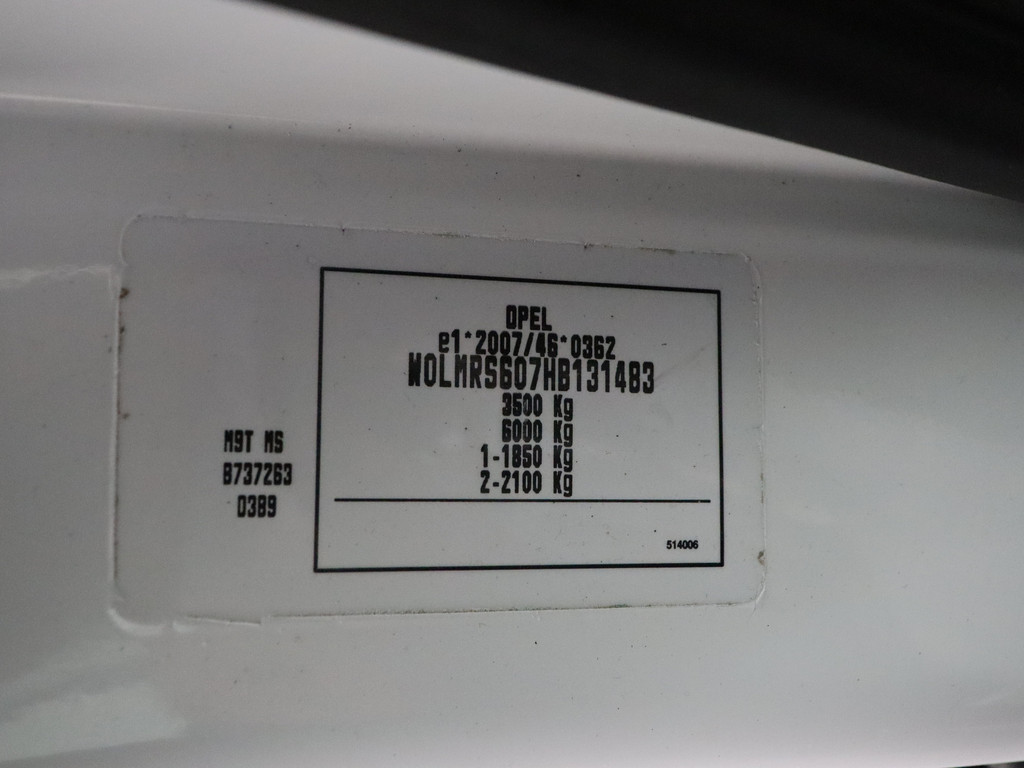 OPEL
e1*2007/46*0362
W0LMRS607HB131483
3500 Kg
6000 Kg
1-1850 Kg
2-2100 Kg
M9T MS
B737263
0389
514006